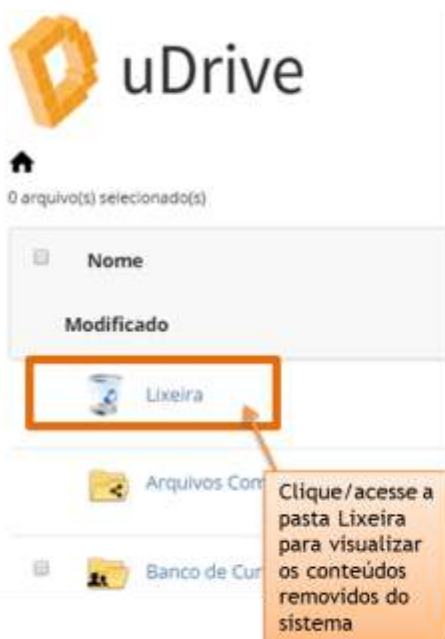 uDrive
0 arquivo(s) selecionado(s)
Nome
Modificado
Lixeira
Arquivos Com
Banco de Cur
Clique/acesse a
pasta Lixeira
para visualizar
os conteúdos
removidos do
sistema